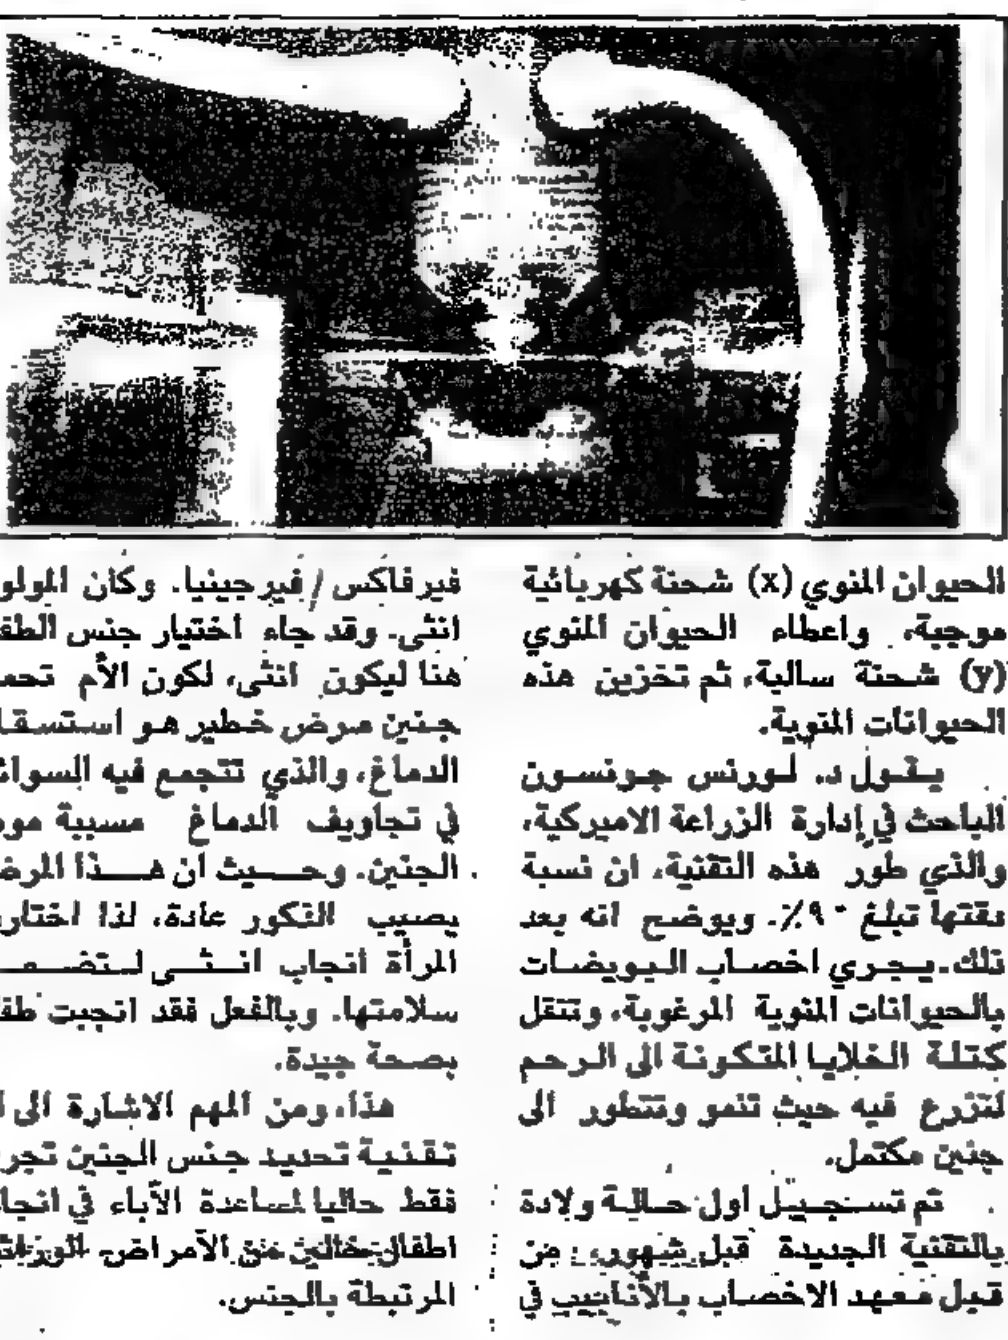 الحيوان المنوي (x) شحنة كهربائية
موجبة، واعطاء الحيوان المنوي
(y) شحنة سالبة، ثم تخزين هذه
الحيوانات المنوية.
يقول د. لورنس جونسون
الباحث في إدارة الزراعة الاميركية،
والذي طور هذه التقنية، ان نسبة
دقتها تبلغ ٩٠٪. ويوضح انه بعد
ذلك. يجري اخصاب البويضات
بالحيوانات المنوية المرغوبة، وتنقل
كتلة الخلايا المتكونة الى الرحم
لتزرع فيه حيث تنمو وتتطور الى
جنين مكتمل.
تم تسجيل أول حالة ولادة
بالتقنية الجديدة قبل شهور، من
قبل معهد الاخصاب بالأنابيب في
فيرفاكس / فيرجينيا. وكان المولو
انثى. وقد جاء اختيار جنس الطف
هنا ليكون انثى، لكون الأم تحم
جنين مرض خطير هو استسقا
الدماغ، والذي تتجمع فيه السوائ
في تجاويف الدماغ مسببة مو
الجنين. وحيث ان هذا المرض
يصيب الذكور عادة، لذا اختار
المرأة انجاب انثى لتضم
سلامتها. وبالفعل فقد انجبت طف
بصحة جيدة.
هذا، ومن المهم الاشارة الى ا
تقنية تحديد جنس الجنين تجر
فقط حاليا لمساعدة الآباء في انجا
اطفال خالين من الأمراض الوراثي
المرتبطة بالجنس.